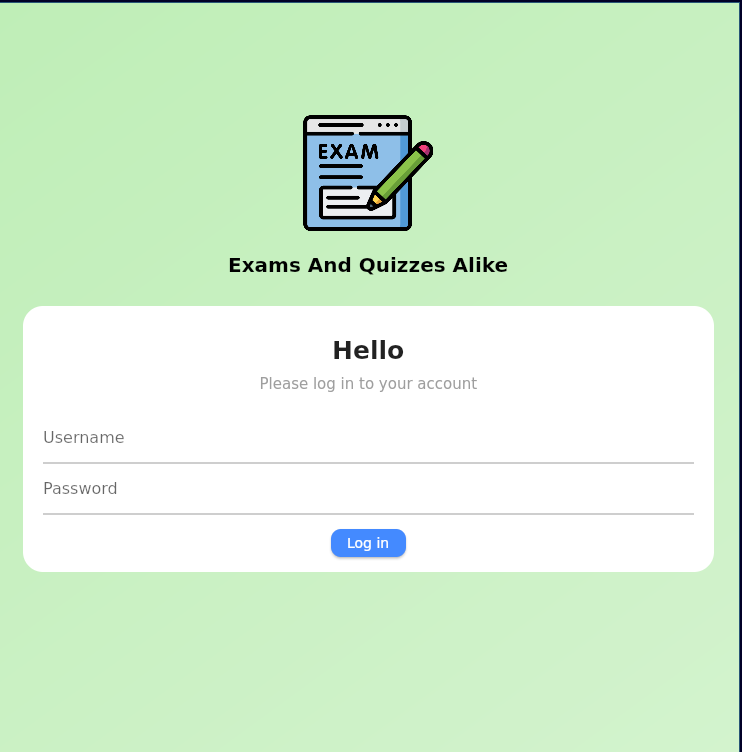 EXAM
Exams And Quizzes Alike
Hello
Please log in to your account
Username
Password
Log in